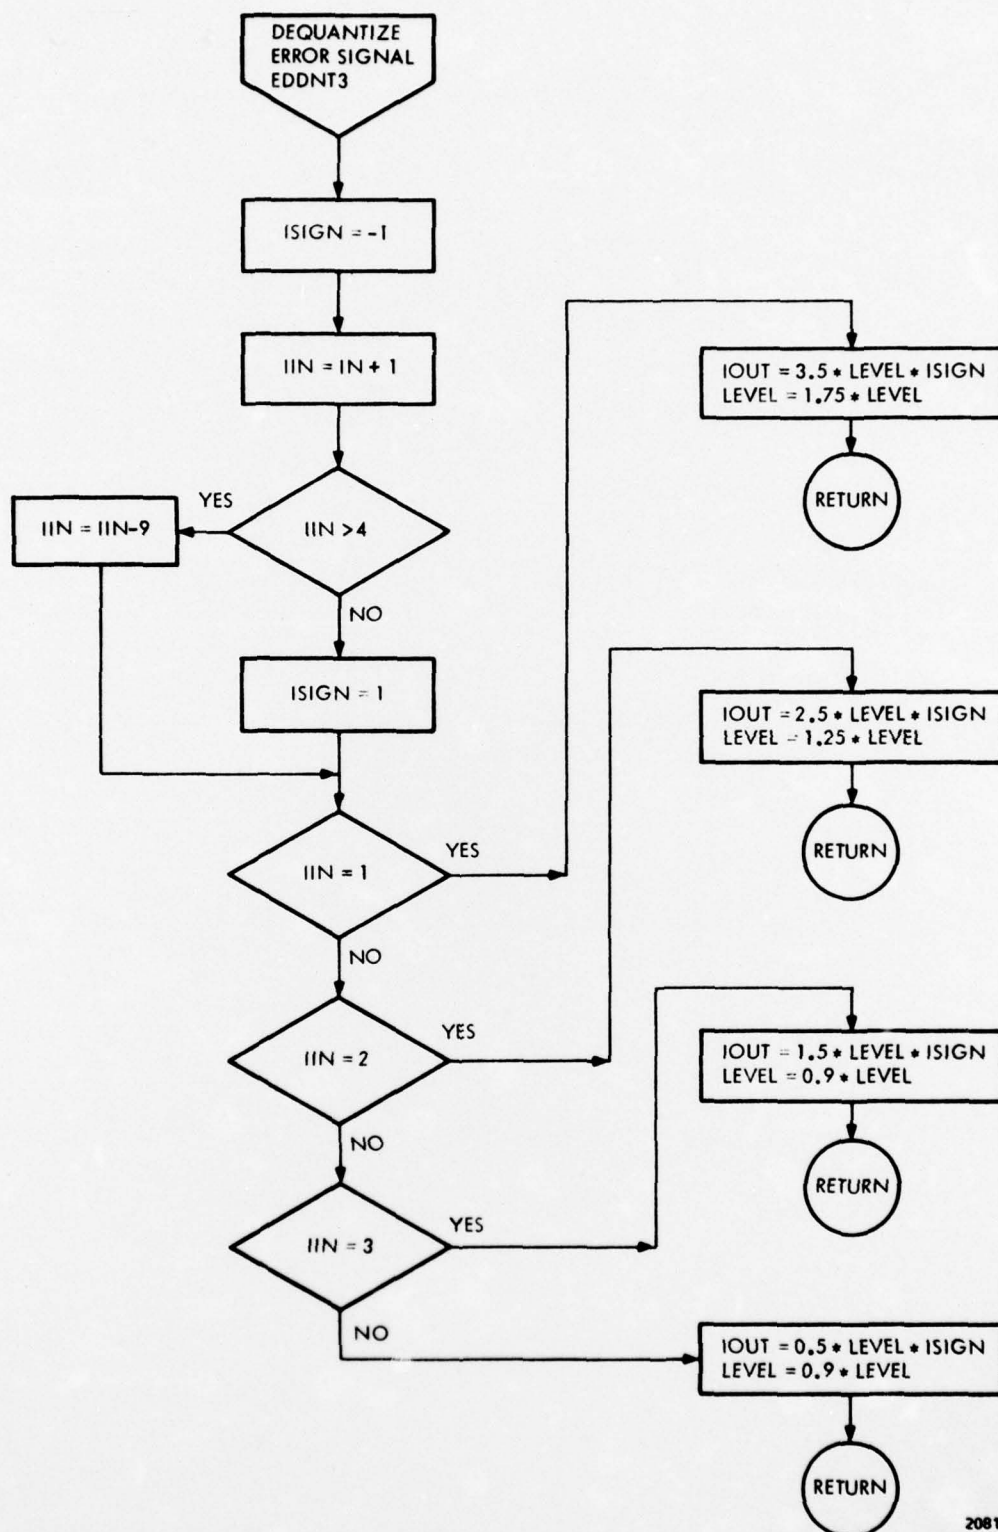 DEQUANTIZE
ERROR SIGNAL
EDDNT3
ISIGN = -1
IIN = IN + 1
IIN >4
YES
IIN = IIN-9
NO
ISIGN = 1
IIN = 1
YES
NO
IIN = 2
YES
NO
IIN = 3
YES
NO
IOUT = 3.5 * LEVEL * ISIGN
LEVEL = 1.75 * LEVEL
RETURN
IOUT = 2.5 * LEVEL * ISIGN
LEVEL = 1.25 * LEVEL
RETURN
IOUT = 1.5 * LEVEL * ISIGN
LEVEL = 0.9 * LEVEL
RETURN
IOUT = 0.5 * LEVEL * ISIGN
LEVEL = 0.9 * LEVEL
RETURN
2081